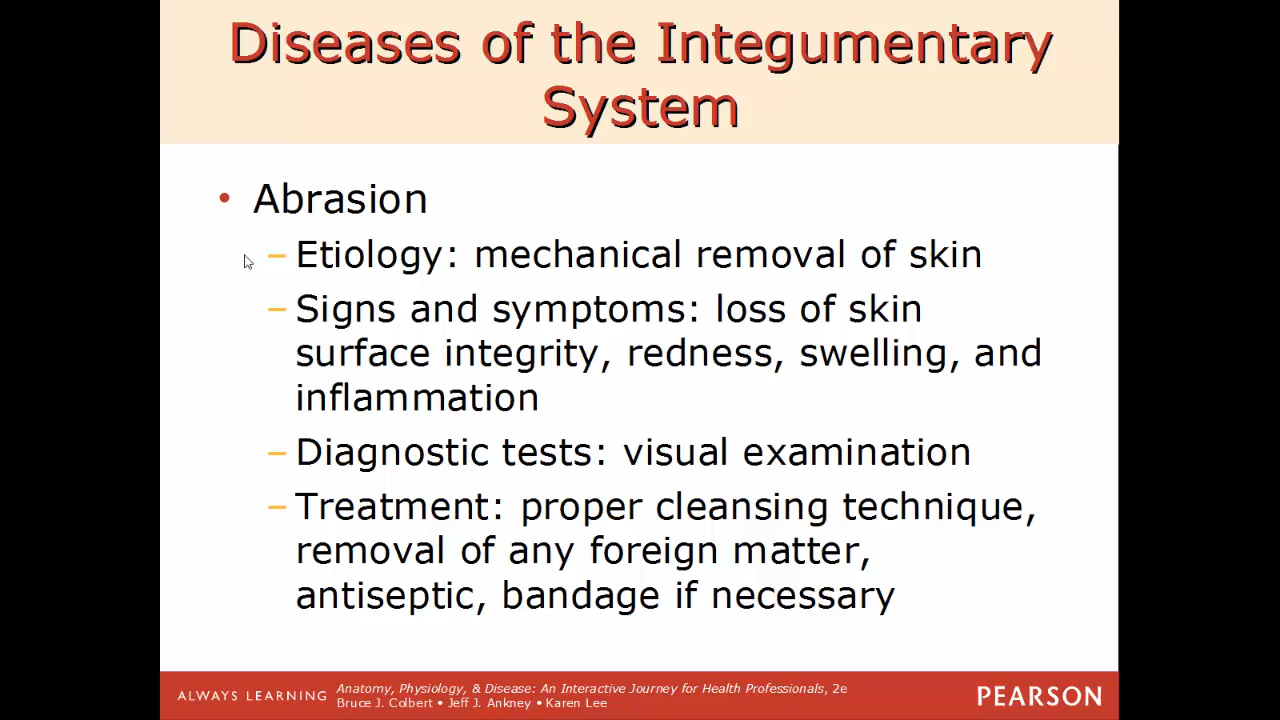 Diseases of the Integumentary
System
• Abrasion
– Etiology: mechanical removal of skin
– Signs and symptoms: loss of skin
surface integrity, redness, swelling, and
inflammation
– Diagnostic tests: visual examination
– Treatment: proper cleansing technique,
removal of any foreign matter,
antiseptic, bandage if necessary
ALWAYS LEARNING
Anatomy, Physiology, & Disease: An Interactive Journey for Health Professionals, 2e
Bruce J. Colbert • Jeff J. Ankney • Karen Lee
PEARSON